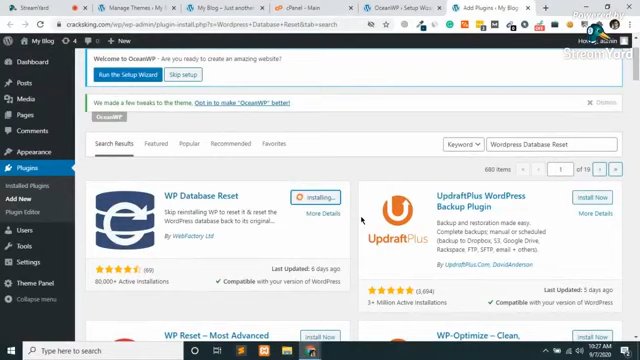 StreamYard
Manage Themes ‹ My B
My Blog – Just another
cPanel - Main
OceanWP › Setup Wizard
Add Plugins ‹ My Blog
cracksking.com/wp/wp-admin/plugin-install.php?s=Wordpress+Database+Reset&tab=search
Powered by
StreamYard
My Blog
0
New
Howdy, admin
Dashboard
Posts
Media
Pages
Comments
Appearance
Plugins
Installed Plugins
Add New
Plugin Editor
Users
Tools
Settings
Theme Panel
Collapse menu
Welcome to OceanWP - Are you ready to create an amazing website?
Run the Setup Wizard
Skip setup
We made a few tweaks to the theme. Opt in to make "OceanWP" better!
Dismiss
OceanWP
Search Results
Featured
Popular
Recommended
Favorites
Keyword
Wordpress Database Reset
680 items
«
‹
1
of 19
›
»
WP Database Reset
Installing...
More Details
Skip reinstalling WP to reset it & reset the
WordPress database back to its original...
By WebFactory Ltd
(69)
80,000+ Active Installations
Last Updated: 6 days ago
Compatible with your version of WordPress
UpdraftPlus WordPress
Backup Plugin
Install Now
More Details
UpdraftPlus
Backup and restoration made easy.
Complete backups; manual or scheduled
(backup to Dropbox, S3, Google Drive,
Rackspace, FTP, SFTP, email + others).
By UpdraftPlus.Com, DavidAnderson
(3,694)
3+ Million Active Installations
Last Updated: 5 days ago
Compatible with your version of WordPress
WP Reset – Most Advanced
Install Now
WP-Optimize – Clean,
Install Now
Type here to search
10:27 AM
9/7/2020